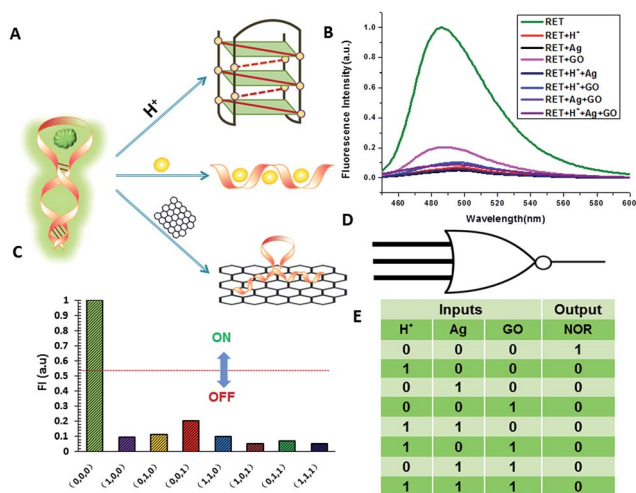 A
H⁺
B
Fluorescence Intensity (a.u.)
1.0
0.8
0.6
0.4
0.2
0.0
480
510
540
570
600
Wavelength(nm)
RET
RET+H⁺
RET+Ag
RET+GO
RET+H⁺+Ag
RET+H⁺+GO
RET+Ag+GO
RET+H⁺+Ag+GO
C
FI (a.u)
1
0.9
0.8
0.7
0.6
0.5
0.4
0.3
0.2
0.1
0
ON
OFF
(0,0,0)
(1,0,0)
(0,1,0)
(0,0,1)
(1,1,0)
(1,0,1)
(0,1,1)
(1,1,1)
D
E
Inputs Output
H⁺ Ag GO NOR
0 0 0 1
1 0 0 0
0 1 0 0
0 0 1 0
1 1 0 0
1 0 1 0
0 1 1 0
1 1 1 0